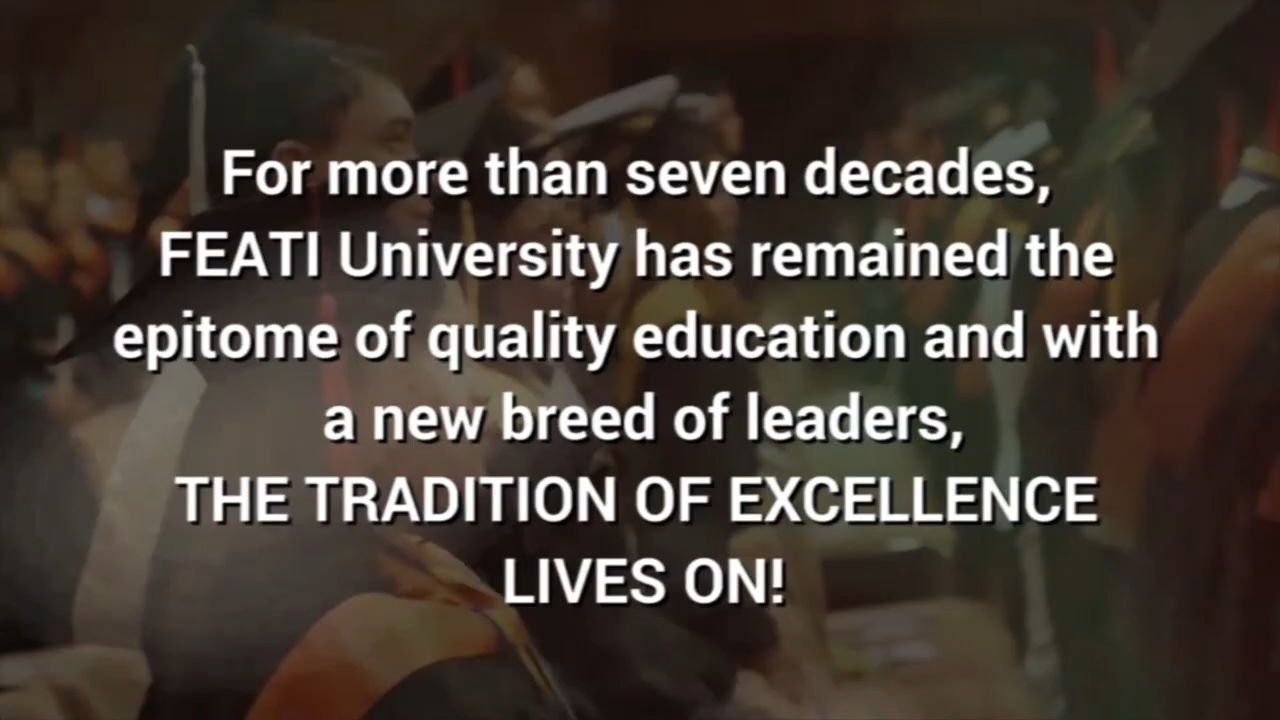 For more than seven decades,
FEATI University has remained the
epitome of quality education and with
a new breed of leaders,
THE TRADITION OF EXCELLENCE
LIVES ON!